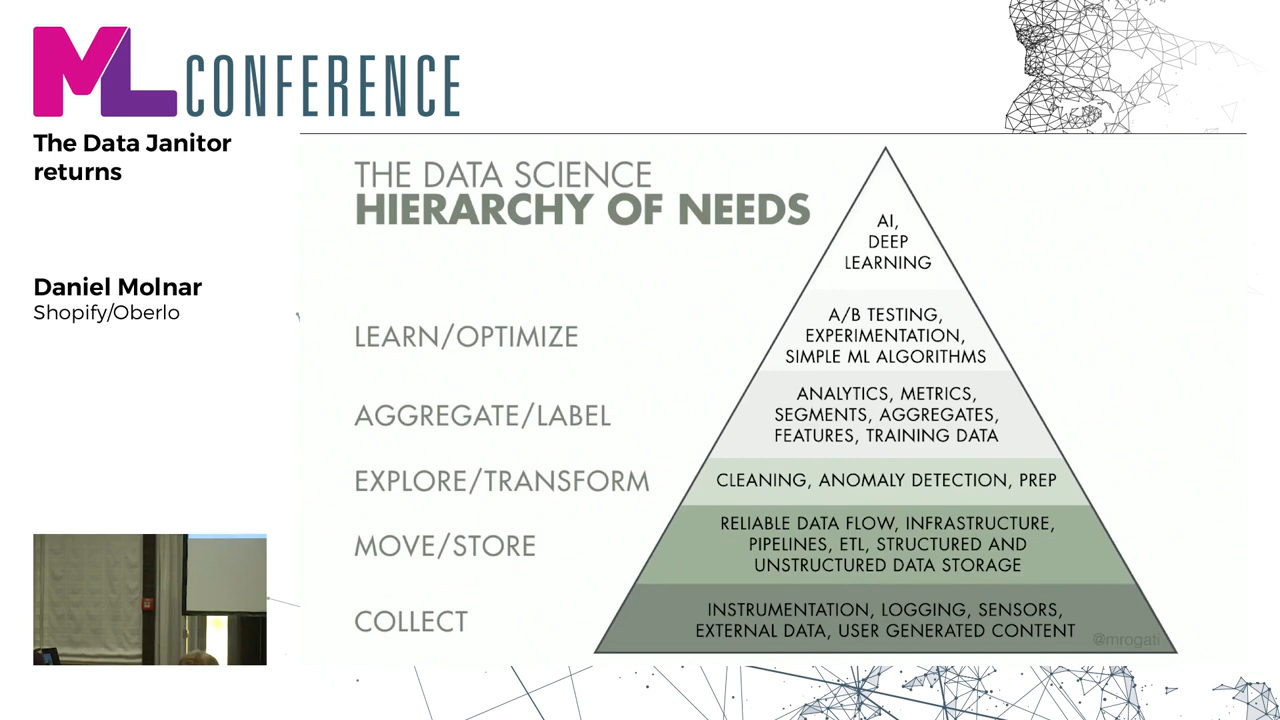 ML CONFERENCE
The Data Janitor
returns
Daniel Molnar
Shopify/Oberlo
THE DATA SCIENCE
HIERARCHY OF NEEDS
AI,
DEEP
LEARNING
LEARN/OPTIMIZE
A/B TESTING,
EXPERIMENTATION,
SIMPLE ML ALGORITHMS
AGGREGATE/LABEL
ANALYTICS, METRICS,
SEGMENTS, AGGREGATES,
FEATURES, TRAINING DATA
EXPLORE/TRANSFORM
CLEANING, ANOMALY DETECTION, PREP
MOVE/STORE
RELIABLE DATA FLOW, INFRASTRUCTURE,
PIPELINES, ETL, STRUCTURED AND
UNSTRUCTURED DATA STORAGE
COLLECT
INSTRUMENTATION, LOGGING, SENSORS,
EXTERNAL DATA, USER GENERATED CONTENT
@mrogati